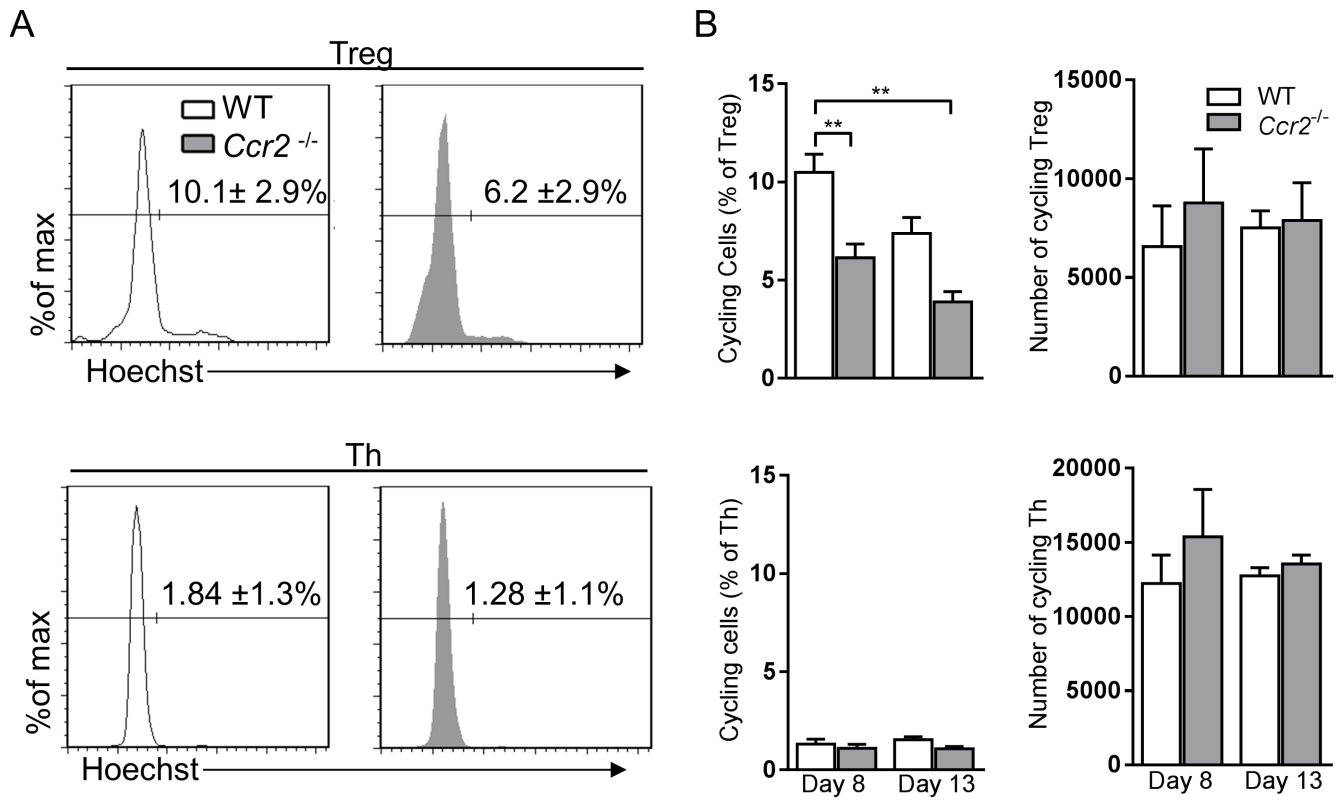 A
Treg
WT
Ccr2 -/-
10.1± 2.9%
6.2 ±2.9%
%of max
Hoechst
Th
1.84 ±1.3%
1.28 ±1.1%
%of max
Hoechst
B
Cycling Cells (% of Treg)
15
10
5
0
**
**
Number of cycling Treg
15000
10000
5000
0
WT
Ccr2-/-
Cycling cells (% of Th)
15
10
5
0
Day 8
Day 13
Number of cycling Th
20000
15000
10000
5000
0
Day 8
Day 13